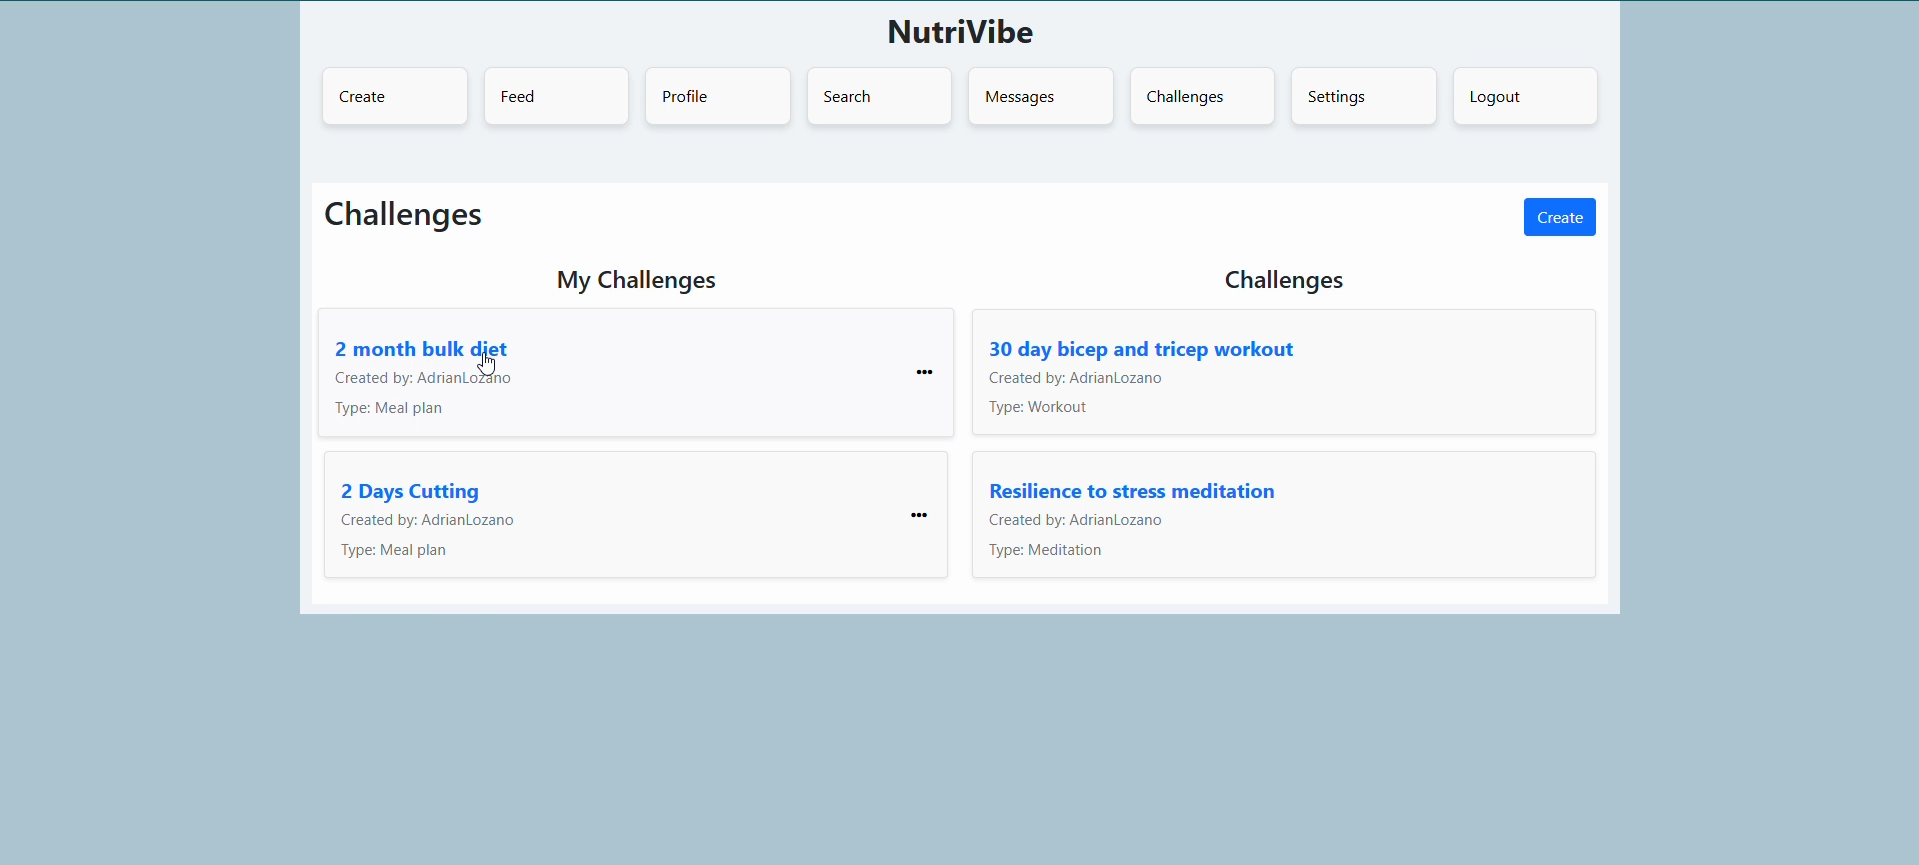 NutriVibe
Create
Feed
Profile
Search
Messages
Challenges
Settings
Logout
Challenges
Create
My Challenges
2 month bulk diet
Created by: AdrianLozano
Type: Meal plan
2 Days Cutting
Created by: AdrianLozano
Type: Meal plan
Challenges
30 day bicep and tricep workout
Created by: AdrianLozano
Type: Workout
Resilience to stress meditation
Created by: AdrianLozano
Type: Meditation